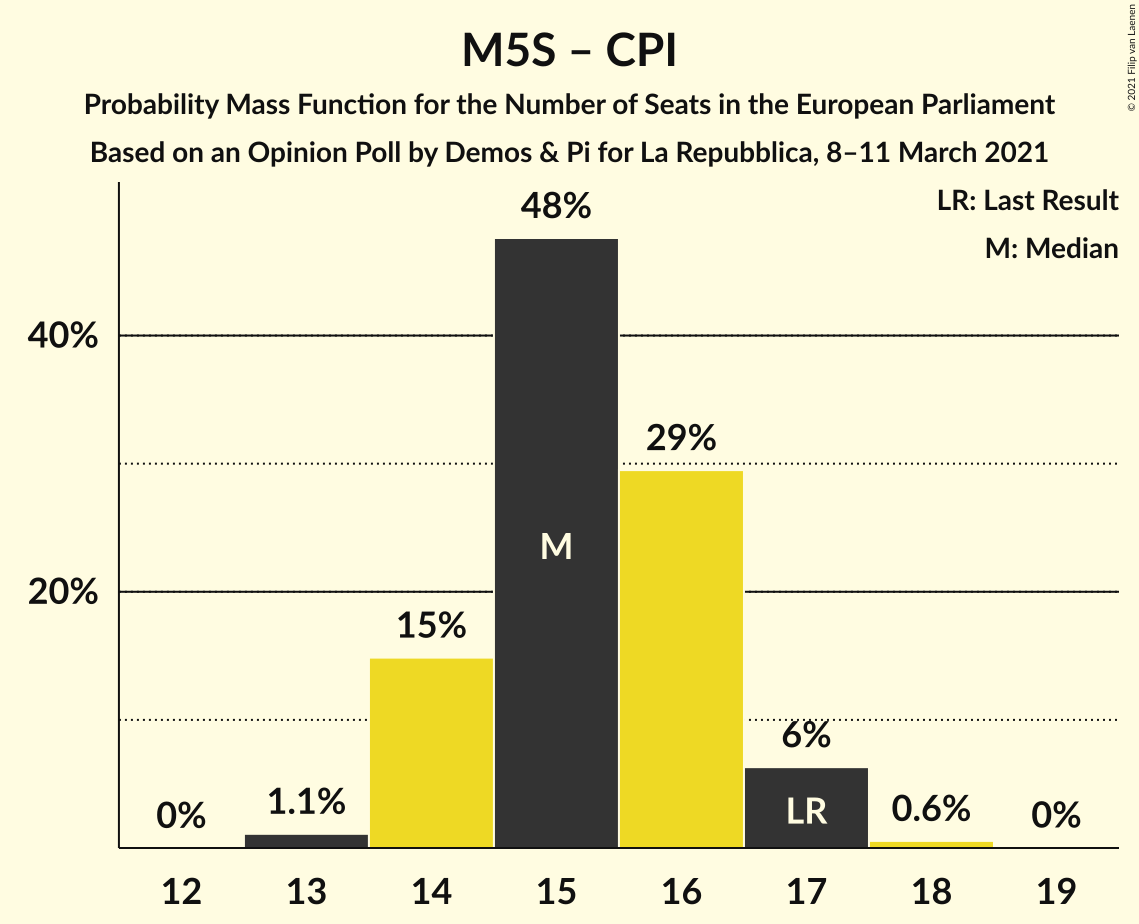 M5S – CPI
Probability Mass Function for the Number of Seats in the European Parliament
Based on an Opinion Poll by Demos & Pi for La Repubblica, 8–11 March 2021
© 2021 Filip van Laenen
LR: Last Result
M: Median
40%
20%
0%
1.1%
15%
48%
29%
6%
0.6%
0%
M
LR
12 13 14 15 16 17 18 19